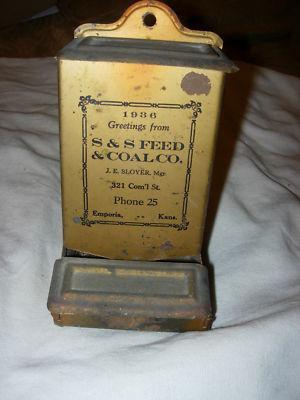 1936
Greetings from
S & S FEED
& COAL CO.
J. E. SLOYER, Mgr.
321 Com'l St.
Phone 25
Emporia, -- Kans.